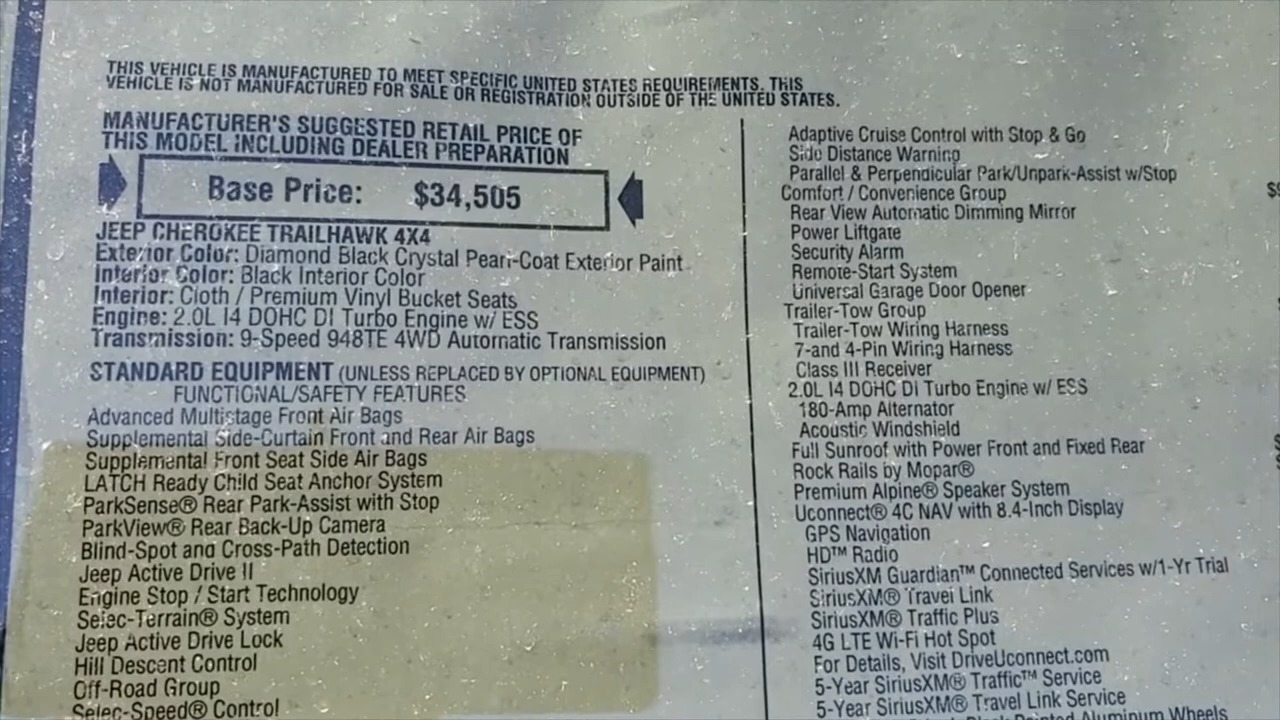 THIS VEHICLE IS MANUFACTURED TO MEET SPECIFIC UNITED STATES REQUIREMENTS. THIS
VEHICLE IS NOT MANUFACTURED FOR SALE OR REGISTRATION OUTSIDE OF THE UNITED STATES.
MANUFACTURER'S SUGGESTED RETAIL PRICE OF
THIS MODEL INCLUDING DEALER PREPARATION
Base Price: $34,505
JEEP CHEROKEE TRAILHAWK 4X4
Exterior Color: Diamond Black Crystal Pearl-Coat Exterior Paint
Interior Color: Black Interior Color
Interior: Cloth / Premium Vinyl Bucket Seats
Engine: 2.0L I4 DOHC DI Turbo Engine w/ ESS
Transmission: 9-Speed 948TE 4WD Automatic Transmission
STANDARD EQUIPMENT (UNLESS REPLACED BY OPTIONAL EQUIPMENT)
FUNCTIONAL/SAFETY FEATURES
Advanced Multistage Front Air Bags
Supplemental Side-Curtain Front and Rear Air Bags
Supplemental Front Seat Side Air Bags
LATCH Ready Child Seat Anchor System
ParkSense® Rear Park-Assist with Stop
ParkView® Rear Back-Up Camera
Blind-Spot and Cross-Path Detection
Jeep Active Drive II
Engine Stop / Start Technology
Selec-Terrain® System
Jeep Active Drive Lock
Hill Descent Control
Off-Road Group
Selec-Speed® Control
Adaptive Cruise Control with Stop & Go
Side Distance Warning
Parallel & Perpendicular Park/Unpark-Assist w/Stop
Comfort / Convenience Group
Rear View Automatic Dimming Mirror
Power Liftgate
Security Alarm
Remote-Start System
Universal Garage Door Opener
Trailer-Tow Group
Trailer-Tow Wiring Harness
7-and 4-Pin Wiring Harness
Class III Receiver
2.0L I4 DOHC DI Turbo Engine w/ ESS
180-Amp Alternator
Acoustic Windshield
Full Sunroof with Power Front and Fixed Rear
Rock Rails by Mopar®
Premium Alpine® Speaker System
Uconnect® 4C NAV with 8.4-Inch Display
GPS Navigation
HD™ Radio
SiriusXM Guardian™ Connected Services w/1-Yr Trial
SiriusXM® Travel Link
SiriusXM® Traffic Plus
4G LTE Wi-Fi Hot Spot
For Details, Visit DriveUconnect.com
5-Year SiriusXM® Traffic™ Service
5-Year SiriusXM® Travel Link Service
Painted Aluminum Wheels